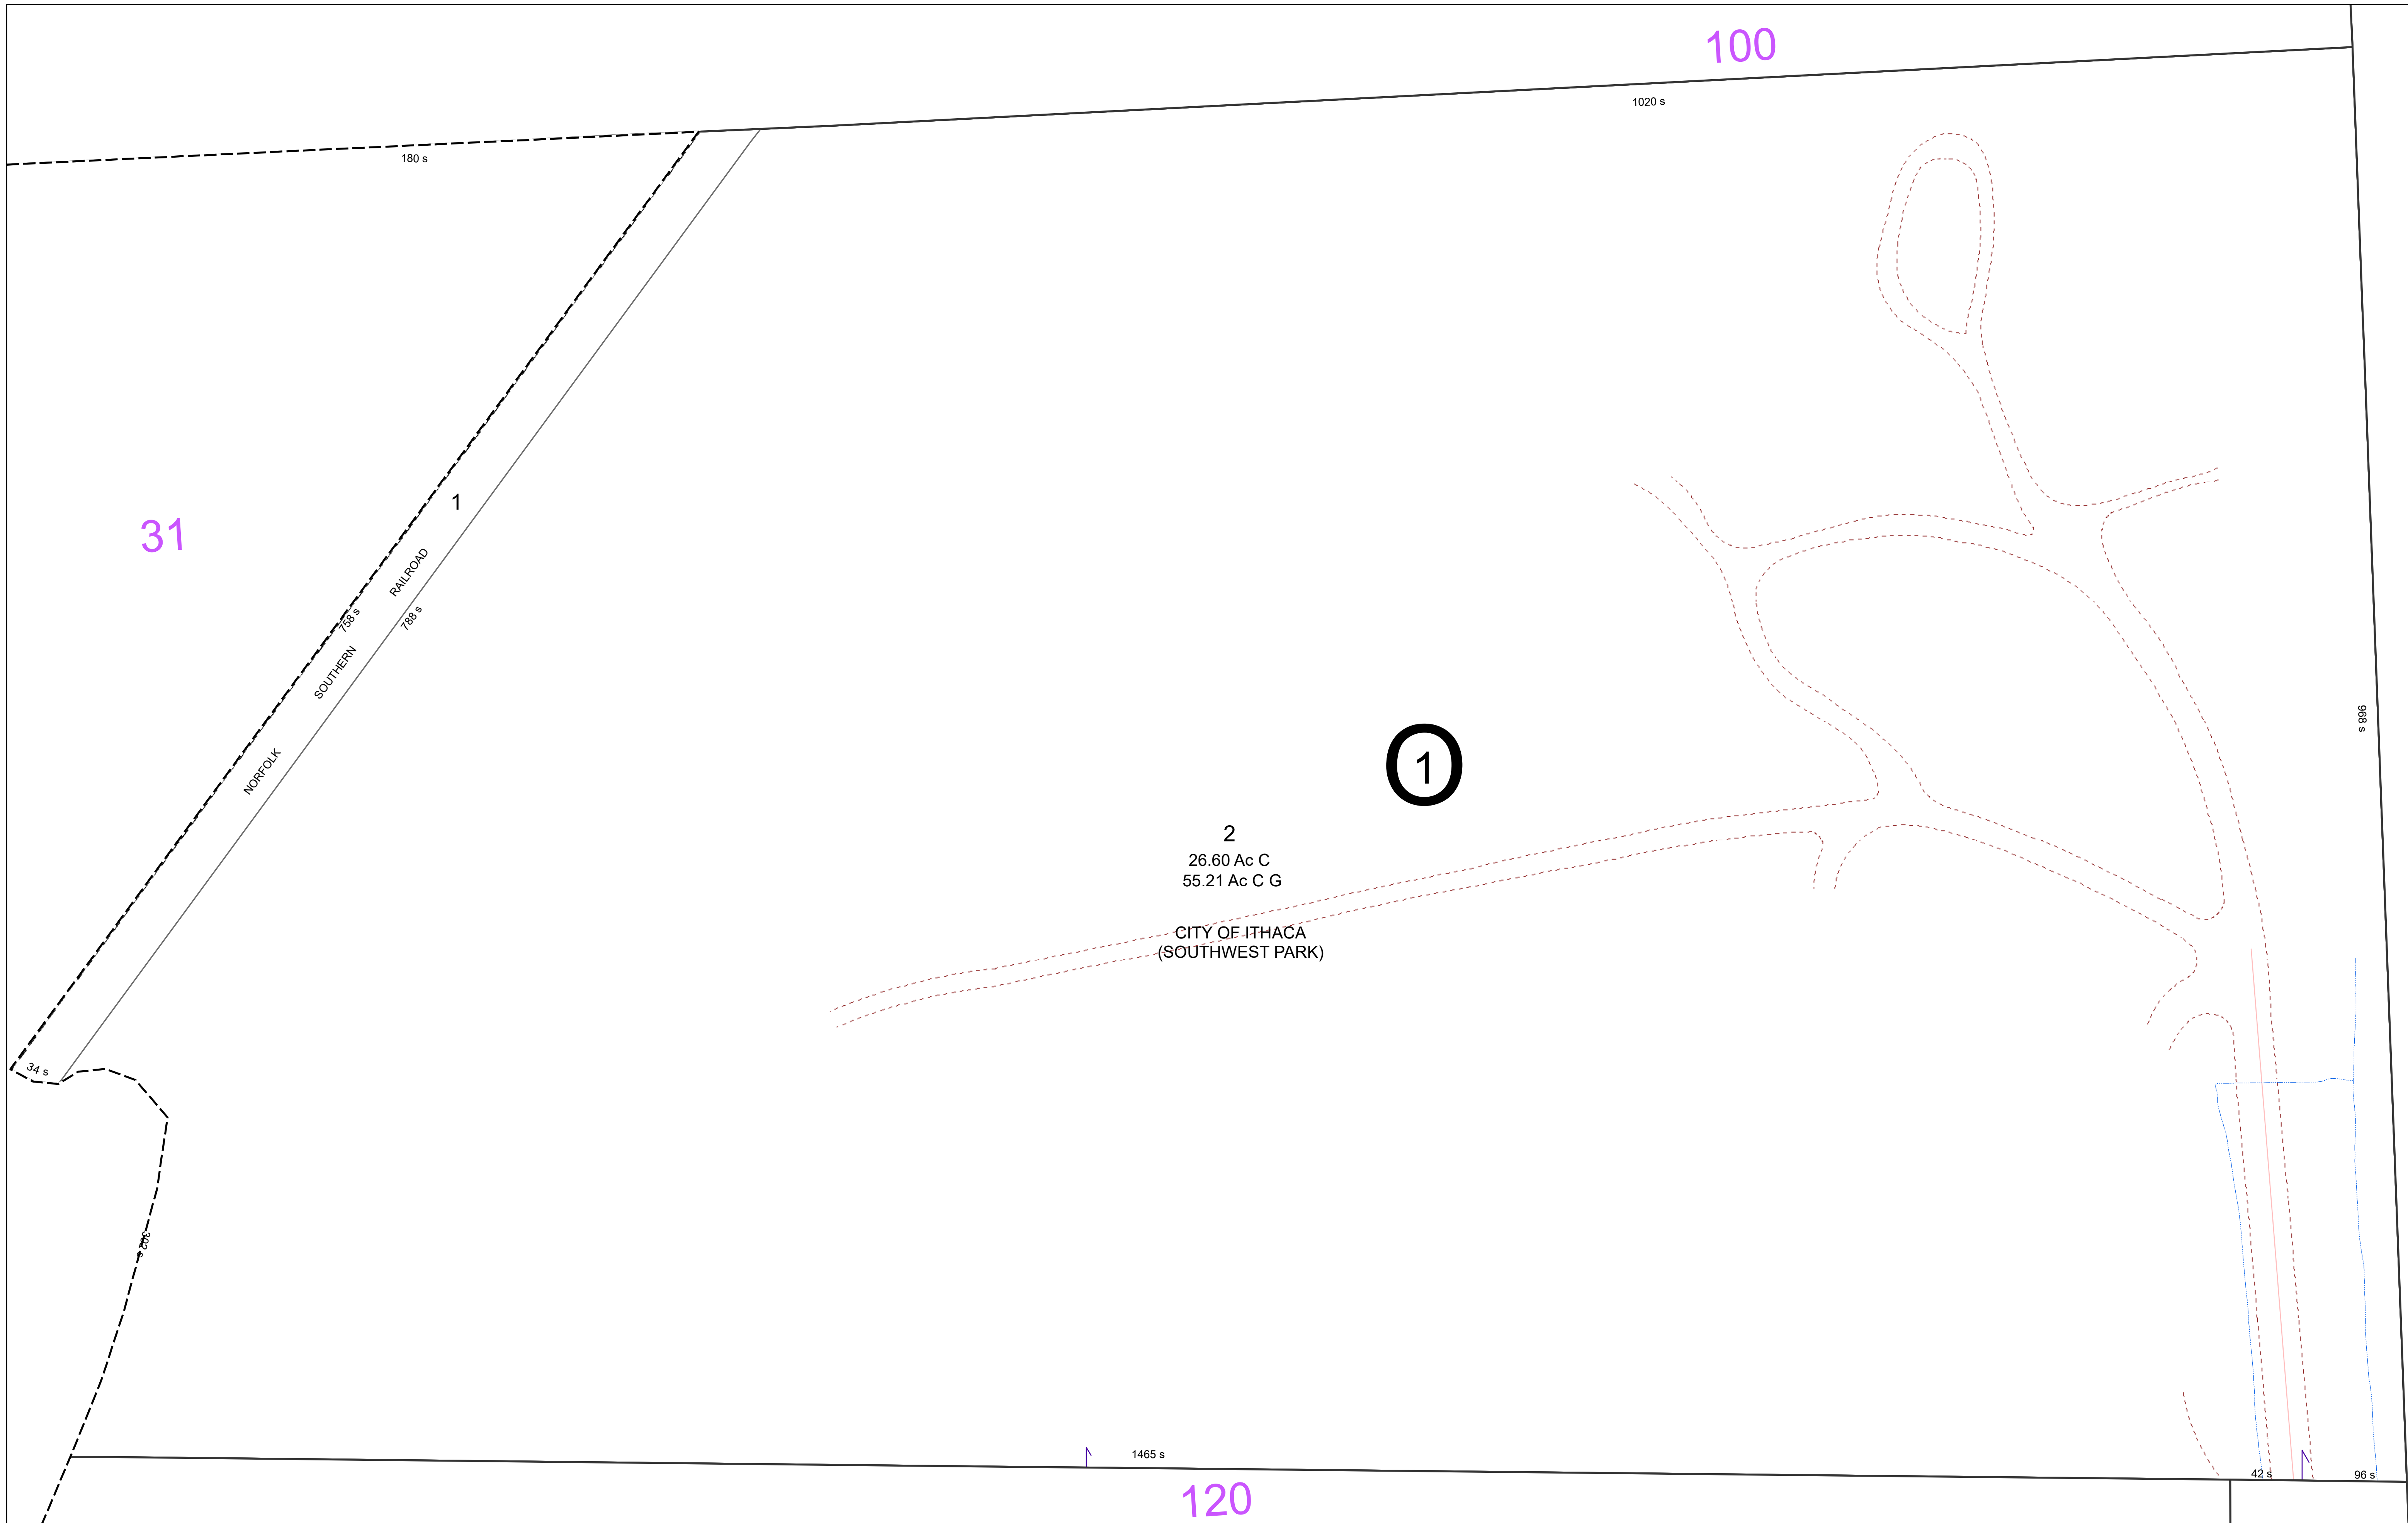 100
1020 s
180 s
1
31
RAILROAD
758 s
788 s
SOUTHERN
968 s
NORFOLK
1
2
26.60 Ac C
55.21 Ac C G
CITY OF ITHACA
(SOUTHWEST PARK)
34 s
302 s
1465 s
42 s
96 s
120